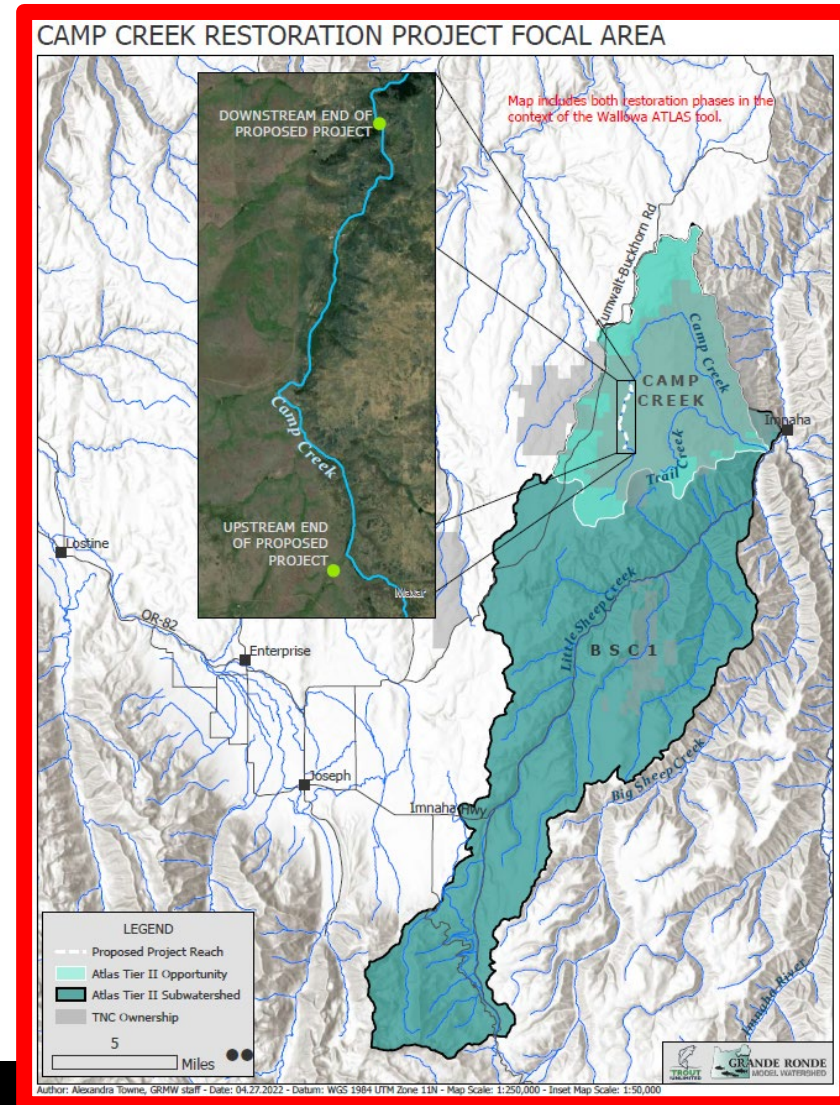 CAMP CREEK RESTORATION PROJECT FOCAL AREA
Map includes both restoration phases in the
context of the Wallowa ATLAS tool.
DOWNSTREAM END OF
PROPOSED PROJECT
Camp Creek
UPSTREAM END
OF PROPOSED
PROJECT
Maxar
Zumwalt-Buckhorn Rd
Camp Creek
CAMP
CREEK
Imnaha
Trail Creek
Lostine
OR-82
Enterprise
Little Sheep Creek
BSC1
Joseph
Imnaha Hwy
Big Sheep Creek
Imnaha River
LEGEND
Proposed Project Reach
Atlas Tier II Opportunity
Atlas Tier II Subwatershed
TNC Ownership
5
Miles
TROUT
UNLIMITED
GRANDE RONDE
MODEL WATERSHED
Author: Alexandra Towne, GRMW staff - Date: 04.27.2022 - Datum: WGS 1984 UTM Zone 11N - Map Scale: 1:250,000 - Inset Map Scale: 1:50,000